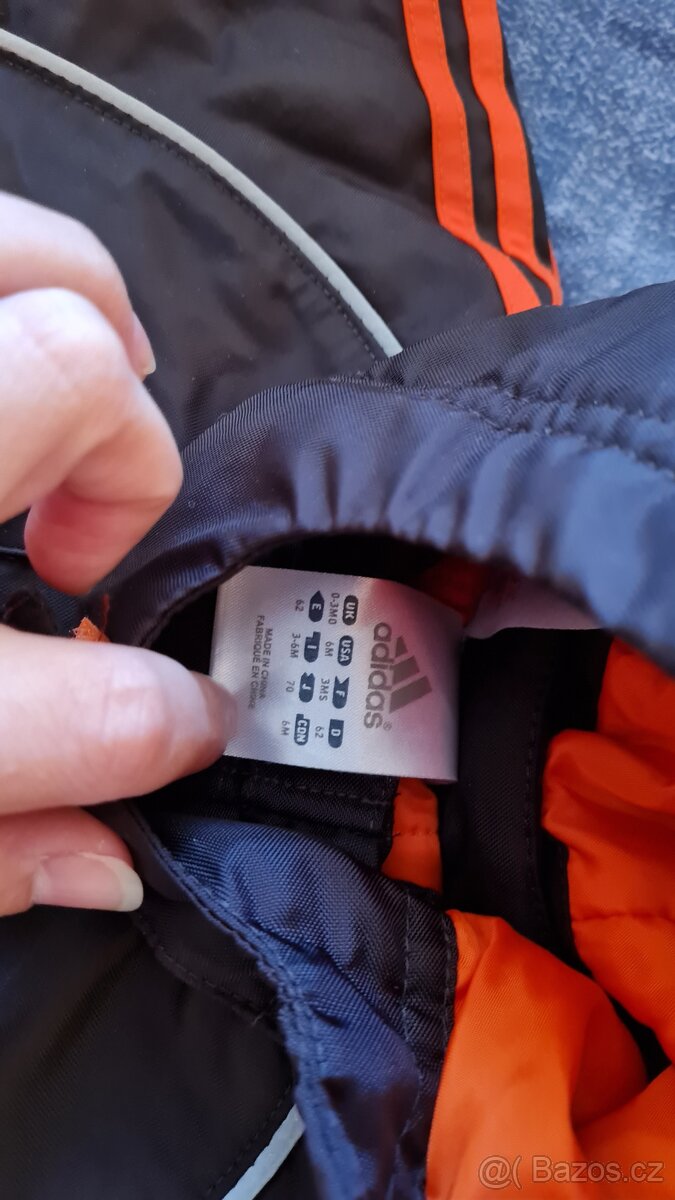 adidas®
UK USA F D
0-3M0 6M 3MS 62
E I J CDN
62 3-6M 70 6M
MADE IN CHINA
FABRIQUÉ EN CHINE
@( Bazos.cz